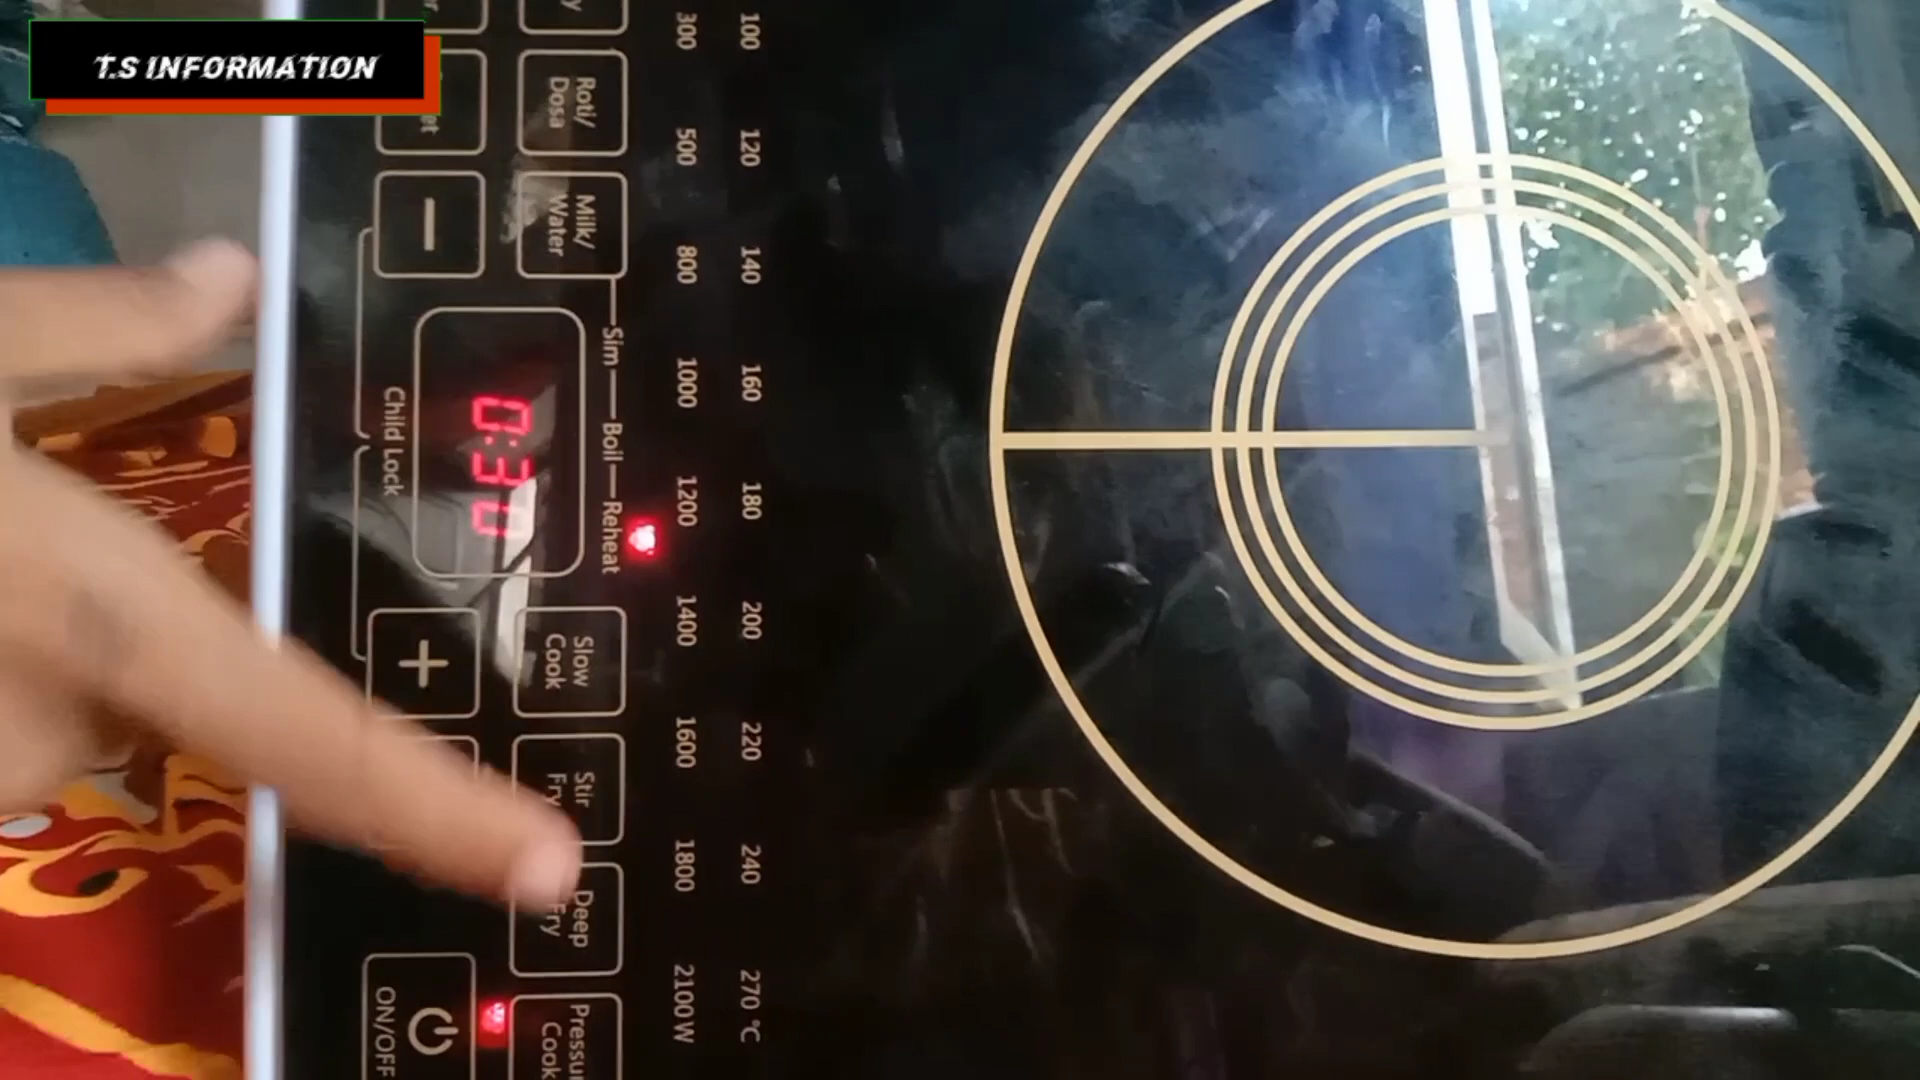 T.S INFORMATION
100 120 140 160 180 200 220 240 270 °C
300 500 800 1000 1200 1400 1600 1800 2100W
Roti/
Dosa
Milk/
Water
Sim
Boil
Reheat
Slow
Cook
Stir
Fry
Deep
Fry
Cook
0:30
Child Lock
ON/OFF